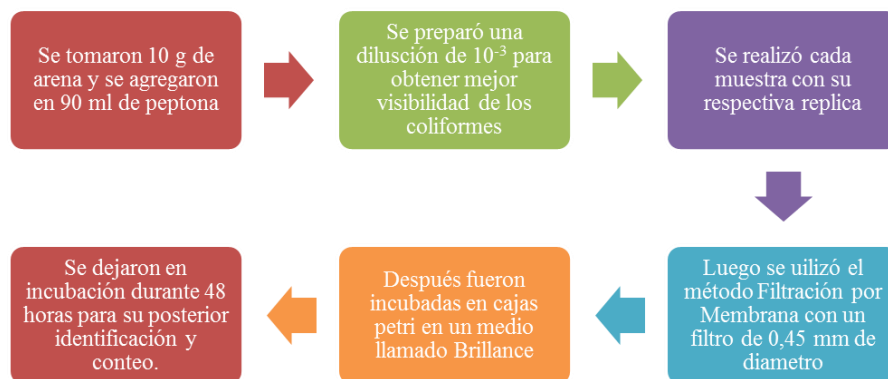 Se tomaron 10 g de
arena y se agregaron
en 90 ml de peptona
Se preparó una
dilusción de 10⁻³ para
obtener mejor
visibilidad de los
coliformes
Se realizó cada
muestra con su
respectiva replica
Luego se uilizó el
método Filtración por
Membrana con un
filtro de 0,45 mm de
diametro
Después fueron
incubadas en cajas
petri en un medio
llamado Brillance
Se dejaron en
incubación durante 48
horas para su posterior
identificación y
conteo.